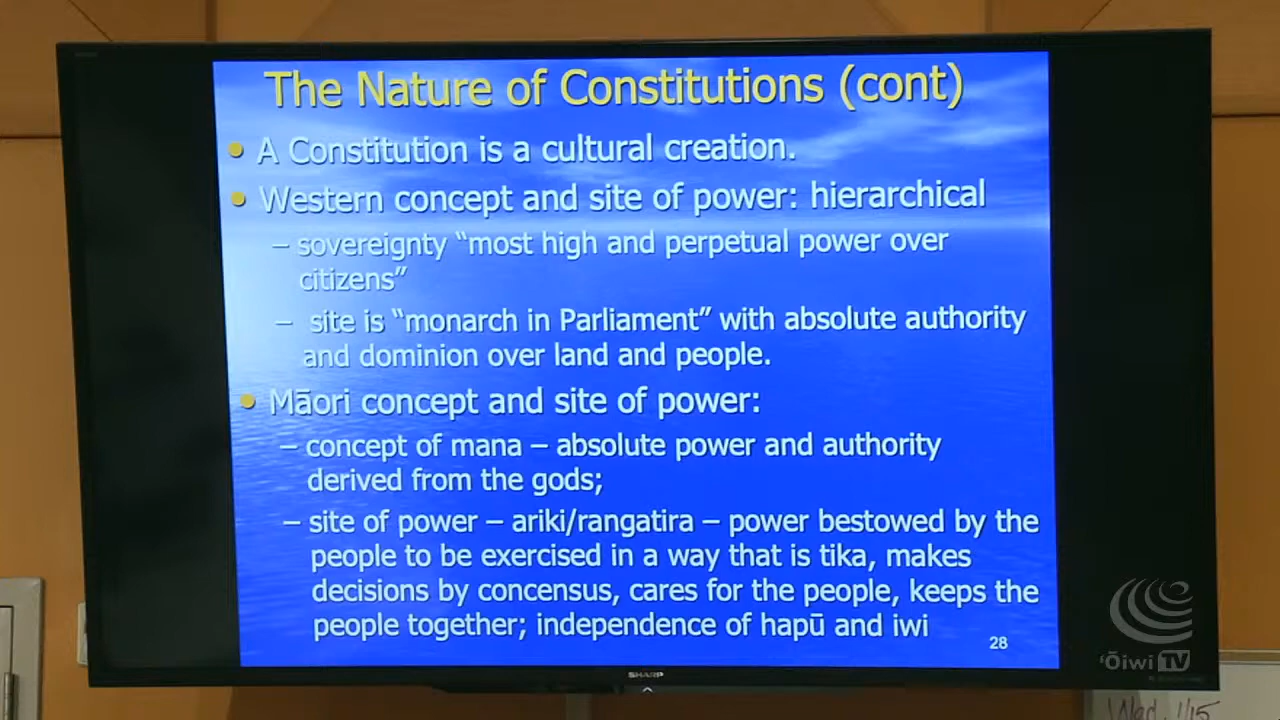 The Nature of Constitutions (cont)
• A Constitution is a cultural creation.
• Western concept and site of power: hierarchical
– sovereignty “most high and perpetual power over
citizens”
– site is “monarch in Parliament” with absolute authority
and dominion over land and people.
• Māori concept and site of power:
– concept of mana – absolute power and authority
derived from the gods;
– site of power – ariki/rangatira – power bestowed by the
people to be exercised in a way that is tika, makes
decisions by concensus, cares for the people, keeps the
people together; independence of hapū and iwi
28
SHARP
ʻŌiwi TV
Wed. 1/15